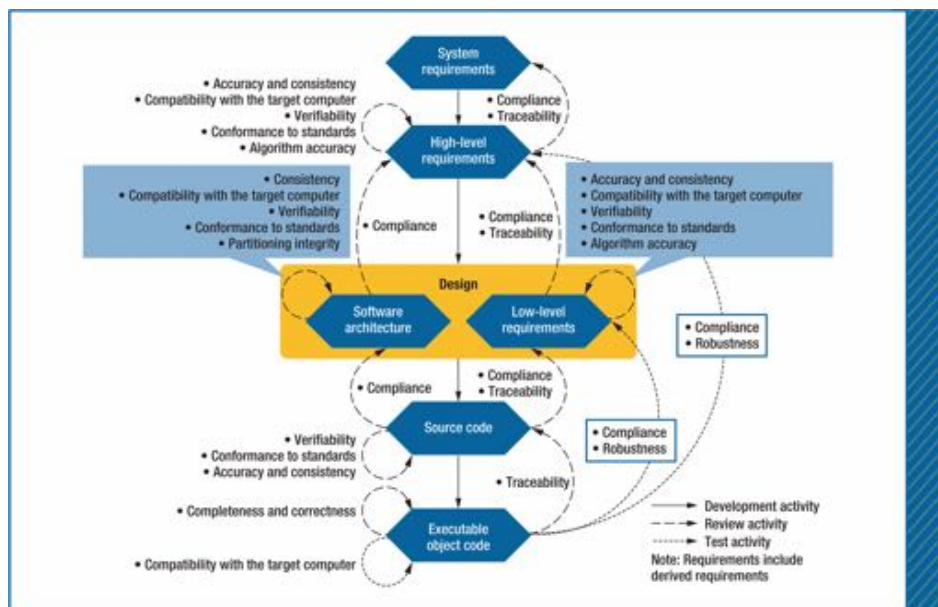 System
requirements
• Accuracy and consistency
• Compatibility with the target computer
• Verifiability
• Conformance to standards
• Algorithm accuracy
• Compliance
• Traceability
High-level
requirements
• Consistency
• Compatibility with the target computer
• Verifiability
• Conformance to standards
• Partitioning integrity
• Compliance
• Compliance
• Traceability
• Accuracy and consistency
• Compatibility with the target computer
• Verifiability
• Conformance to standards
• Algorithm accuracy
Design
Software
architecture
Low-level
requirements
• Compliance
• Robustness
• Compliance
• Compliance
• Traceability
Source code
• Compliance
• Robustness
• Verifiability
• Conformance to standards
• Accuracy and consistency
• Traceability
• Completeness and correctness
Executable
object code
• Compatibility with the target computer
Development activity
Review activity
Test activity
Note: Requirements include
derived requirements